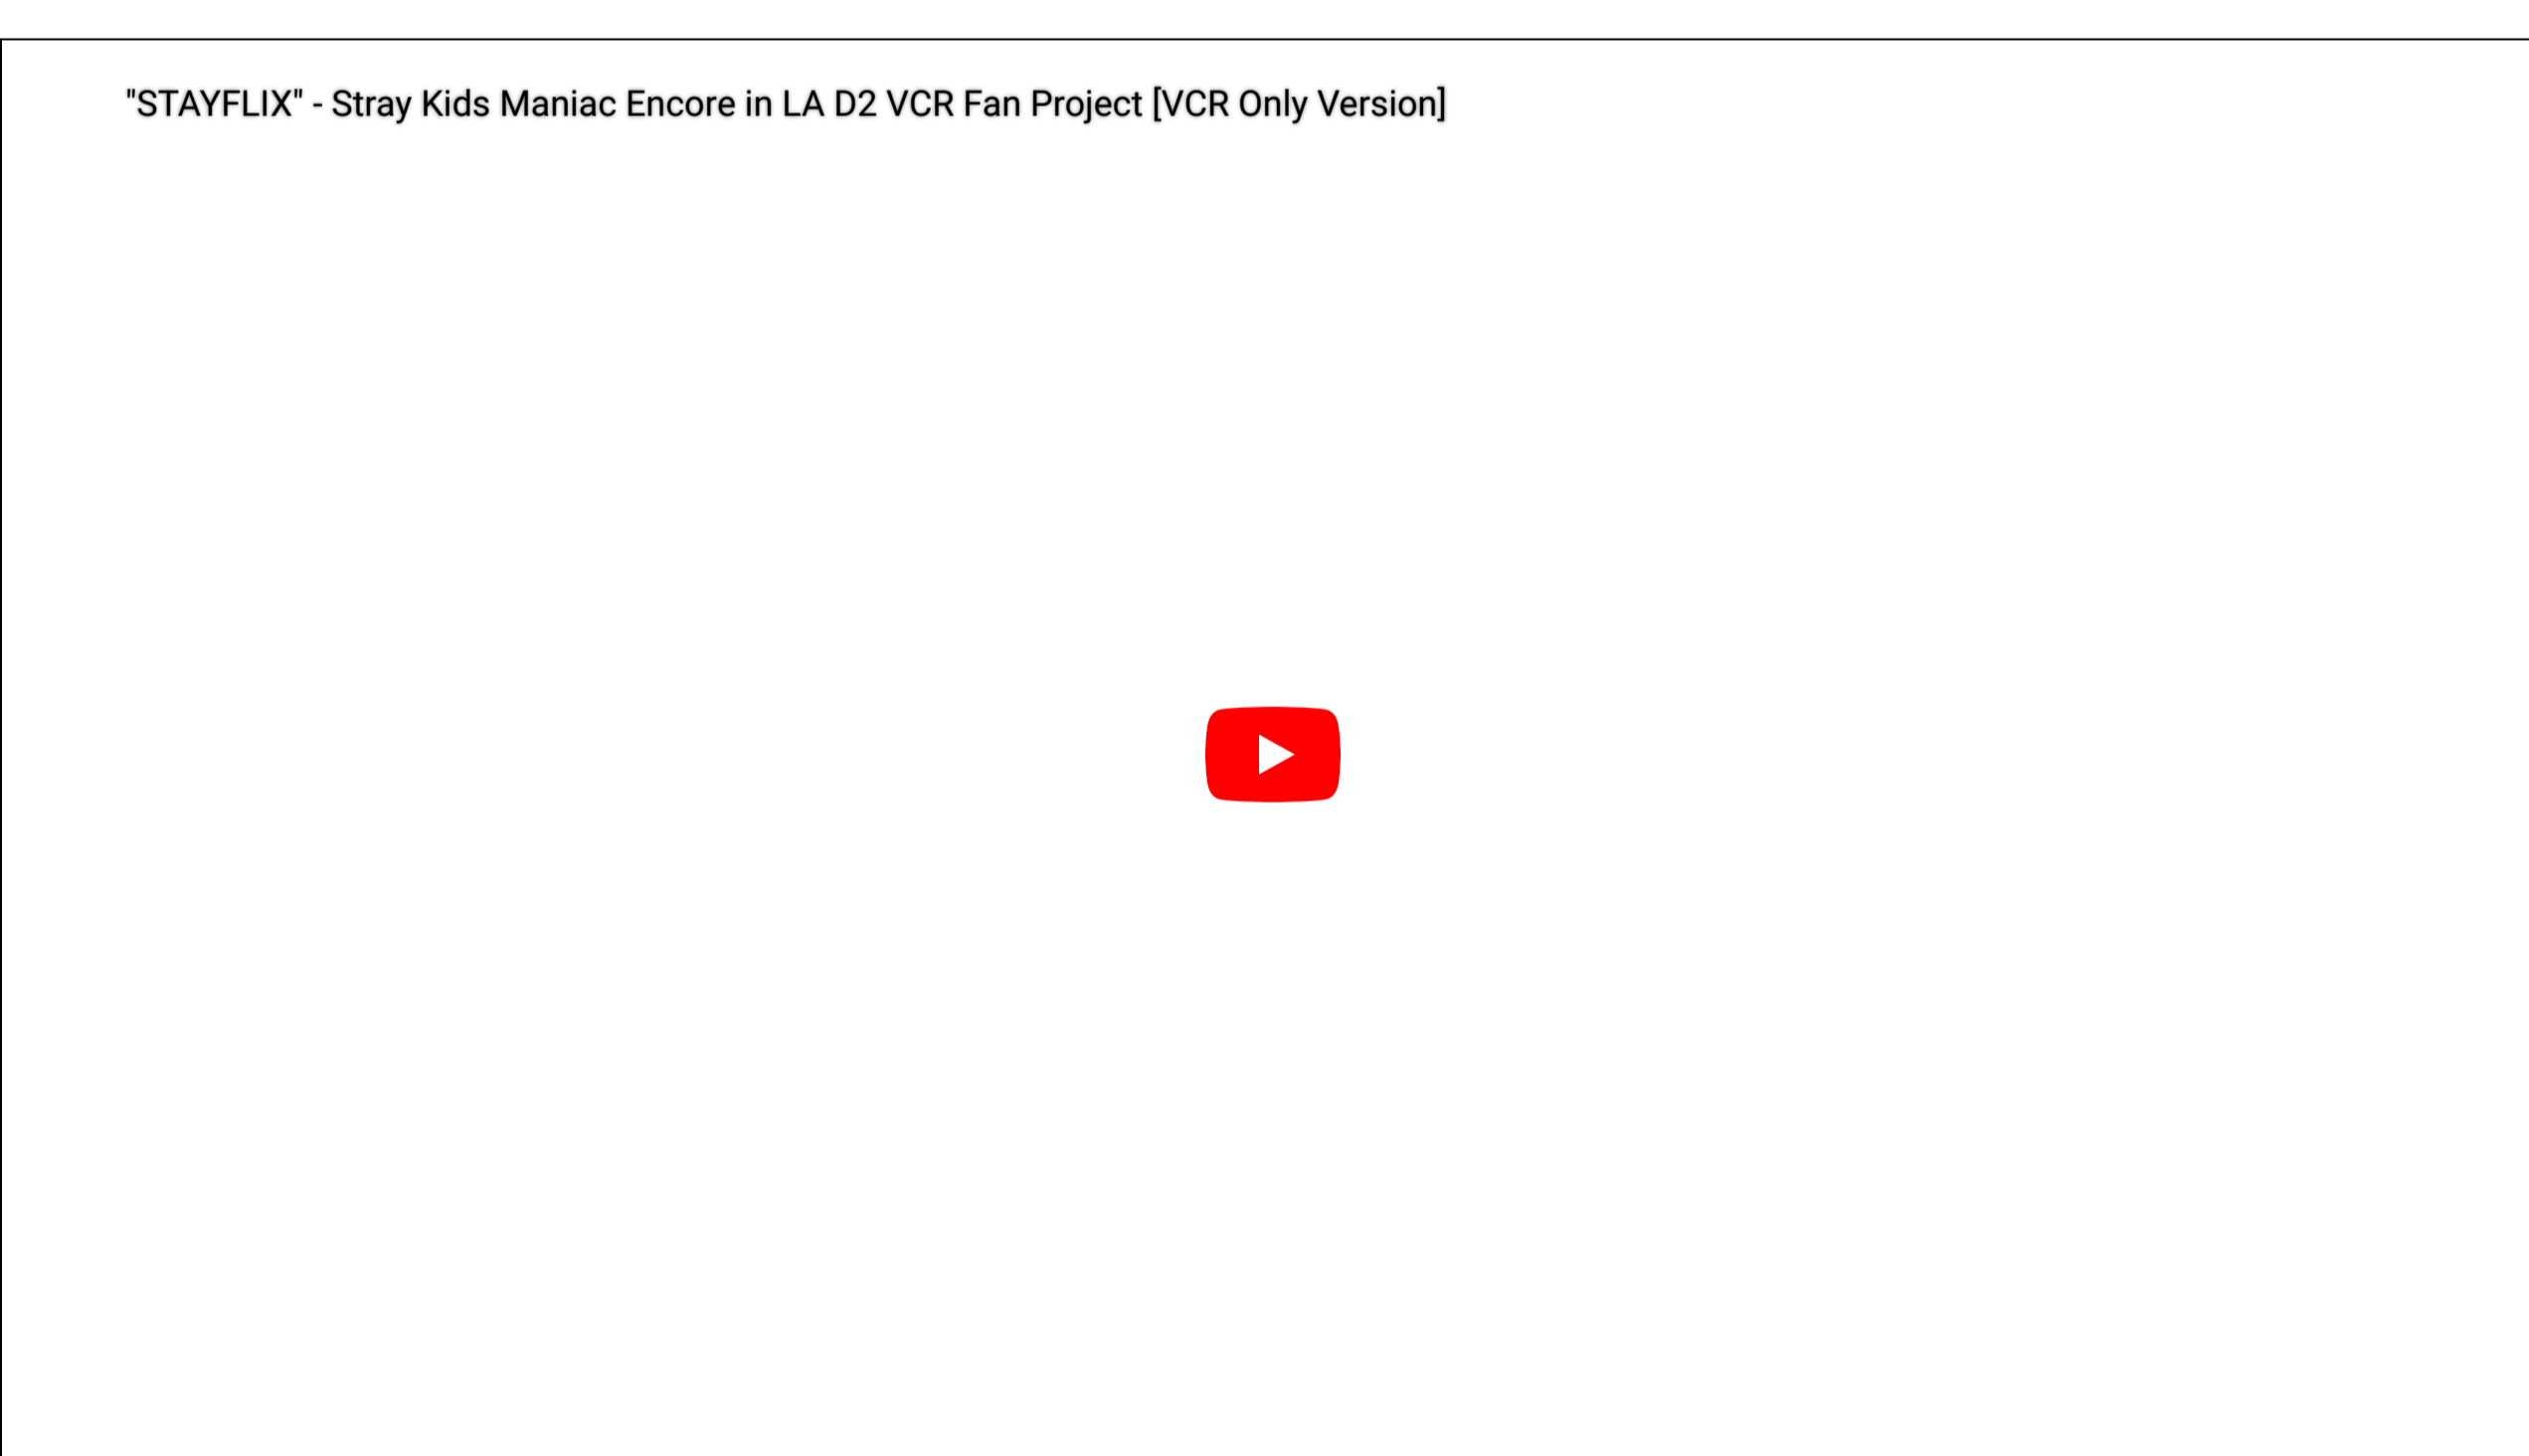 "STAYFLIX" - Stray Kids Maniac Encore in LA D2 VCR Fan Project [VCR Only Version]